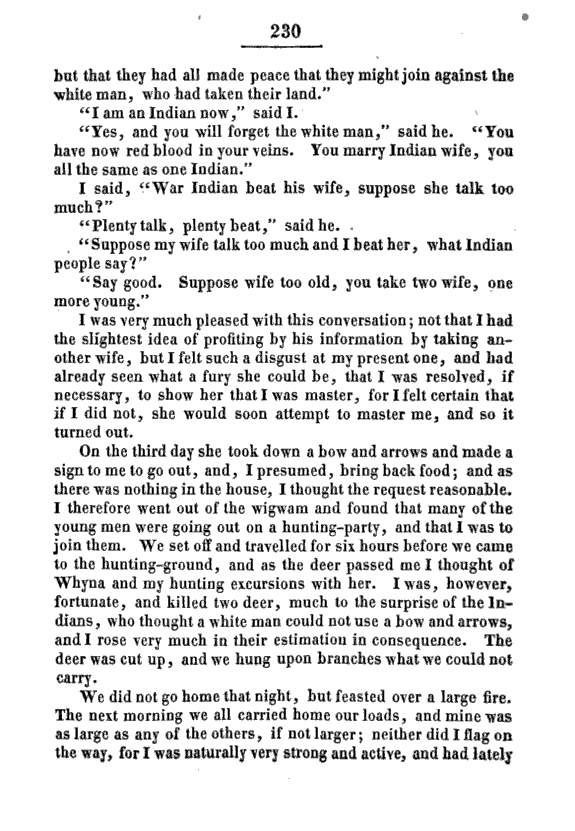 230
but that they had all made peace that they might join against the
white man, who had taken their land."
"I am an Indian now," said I.
"Yes, and you will forget the white man," said he. "You
have now red blood in your veins. You marry Indian wife, you
all the same as one Indian."
I said, "War Indian beat his wife, suppose she talk too
much?"
"Plenty talk, plenty beat," said he.
"Suppose my wife talk too much and I beat her, what Indian
people say?"
"Say good. Suppose wife too old, you take two wife, one
more young."
I was very much pleased with this conversation; not that I had
the slightest idea of profiting by his information by taking an-
other wife, but I felt such a disgust at my present one, and had
already seen what a fury she could be, that I was resolved, if
necessary, to show her that I was master, for I felt certain that
if I did not, she would soon attempt to master me, and so it
turned out.
On the third day she took down a bow and arrows and made a
sign to me to go out, and, I presumed, bring back food; and as
there was nothing in the house, I thought the request reasonable.
I therefore went out of the wigwam and found that many of the
young men were going out on a hunting-party, and that I was to
join them. We set off and travelled for six hours before we came
to the hunting-ground, and as the deer passed me I thought of
Whyna and my hunting excursions with her. I was, however,
fortunate, and killed two deer, much to the surprise of the In-
dians, who thought a white man could not use a bow and arrows,
and I rose very much in their estimation in consequence. The
deer was cut up, and we hung upon branches what we could not
carry.
We did not go home that night, but feasted over a large fire.
The next morning we all carried home our loads, and mine was
as large as any of the others, if not larger; neither did I flag on
the way, for I was naturally very strong and active, and had lately